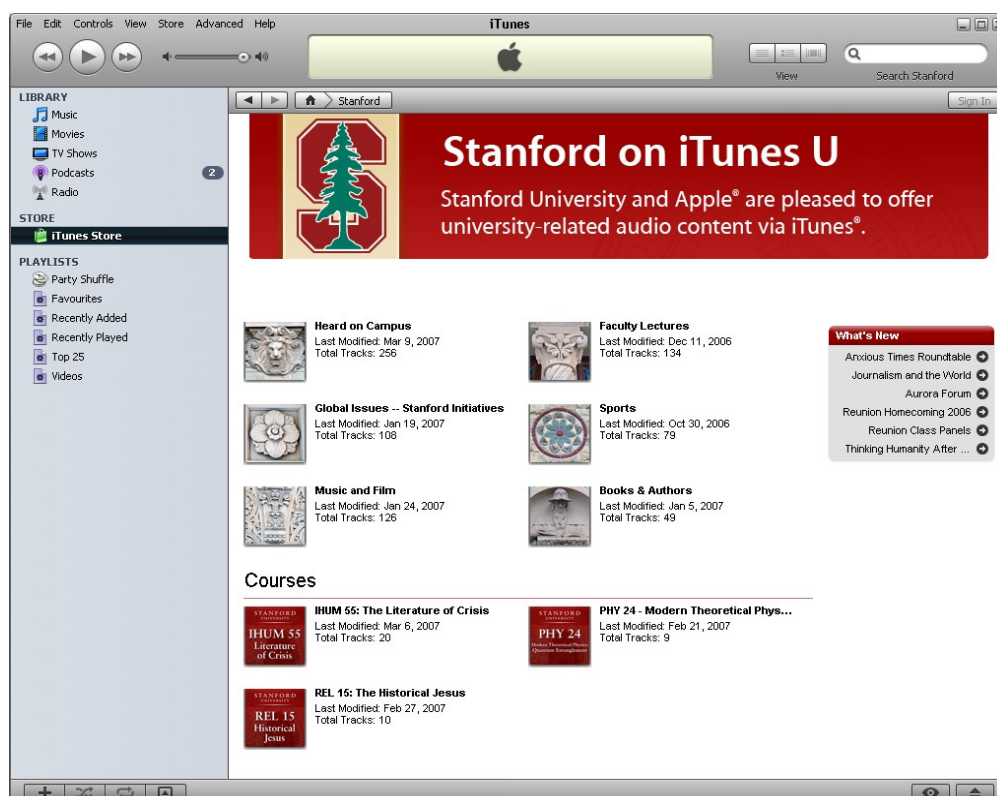 File Edit Controls View Store Advanced Help
iTunes
View
Search Stanford
LIBRARY
Music
Movies
TV Shows
Podcasts 2
Radio
STORE
iTunes Store
PLAYLISTS
Party Shuffle
Favourites
Recently Added
Recently Played
Top 25
Videos
Stanford
Sign In
Stanford on iTunes U
Stanford University and Apple® are pleased to offer
university-related audio content via iTunes®.
Heard on Campus
Last Modified: Mar 9, 2007
Total Tracks: 256
Faculty Lectures
Last Modified: Dec 11, 2006
Total Tracks: 134
Global Issues -- Stanford Initiatives
Last Modified: Jan 19, 2007
Total Tracks: 108
Sports
Last Modified: Oct 30, 2006
Total Tracks: 79
Music and Film
Last Modified: Jan 24, 2007
Total Tracks: 126
Books & Authors
Last Modified: Jan 5, 2007
Total Tracks: 49
What's New
Anxious Times Roundtable
Journalism and the World
Aurora Forum
Reunion Homecoming 2006
Reunion Class Panels
Thinking Humanity After ...
Courses
STANFORD
UNIVERSITY
IHUM 55
Literature
of Crisis
IHUM 55: The Literature of Crisis
Last Modified: Mar 6, 2007
Total Tracks: 20
STANFORD
UNIVERSITY
PHY 24
Modern Theoretical Physics
Quantum Entanglement
PHY 24 - Modern Theoretical Phys...
Last Modified: Feb 21, 2007
Total Tracks: 9
STANFORD
UNIVERSITY
REL 15
Historical
Jesus
REL 15: The Historical Jesus
Last Modified: Feb 27, 2007
Total Tracks: 10